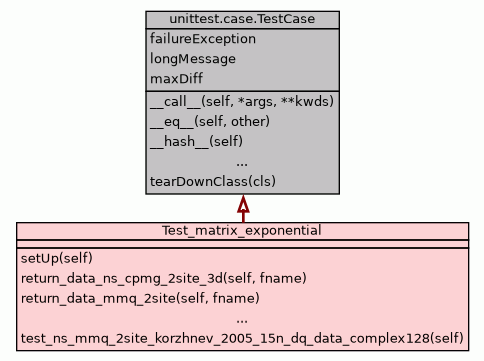 unittest.case.TestCase
failureException
longMessage
maxDiff
__call__(self, *args, **kwds)
__eq__(self, other)
__hash__(self)
...
tearDownClass(cls)
Test_matrix_exponential
setUp(self)
return_data_ns_cpmg_2site_3d(self, fname)
return_data_mmq_2site(self, fname)
...
test_ns_mmq_2site_korzhnev_2005_15n_dq_data_complex128(self)